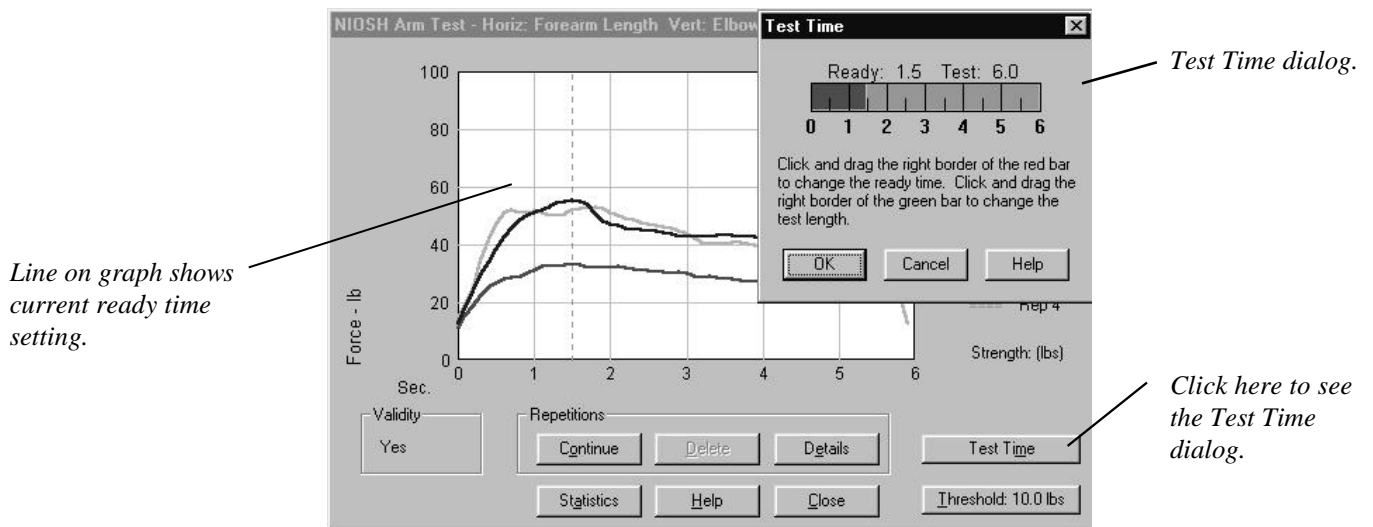 NIOSH Arm Test - Horiz: Forearm Length Vert: Elbow
Test Time
Ready: 1.5 Test: 6.0
0 1 2 3 4 5 6
Click and drag the right border of the red bar
to change the ready time. Click and drag the
right border of the green bar to change the
test length.
OK Cancel Help
Test Time dialog.
100
80
60
40
20
0
Force - lb
Sec.
0 1 2 3 4 5 6
Line on graph shows
current ready time
setting.
Rep 4
Strength: (lbs)
Validity
Yes
Repetitions
Continue Delete Details
Test Time
Statistics Help Close
Threshold: 10.0 lbs
Click here to see
the Test Time
dialog.